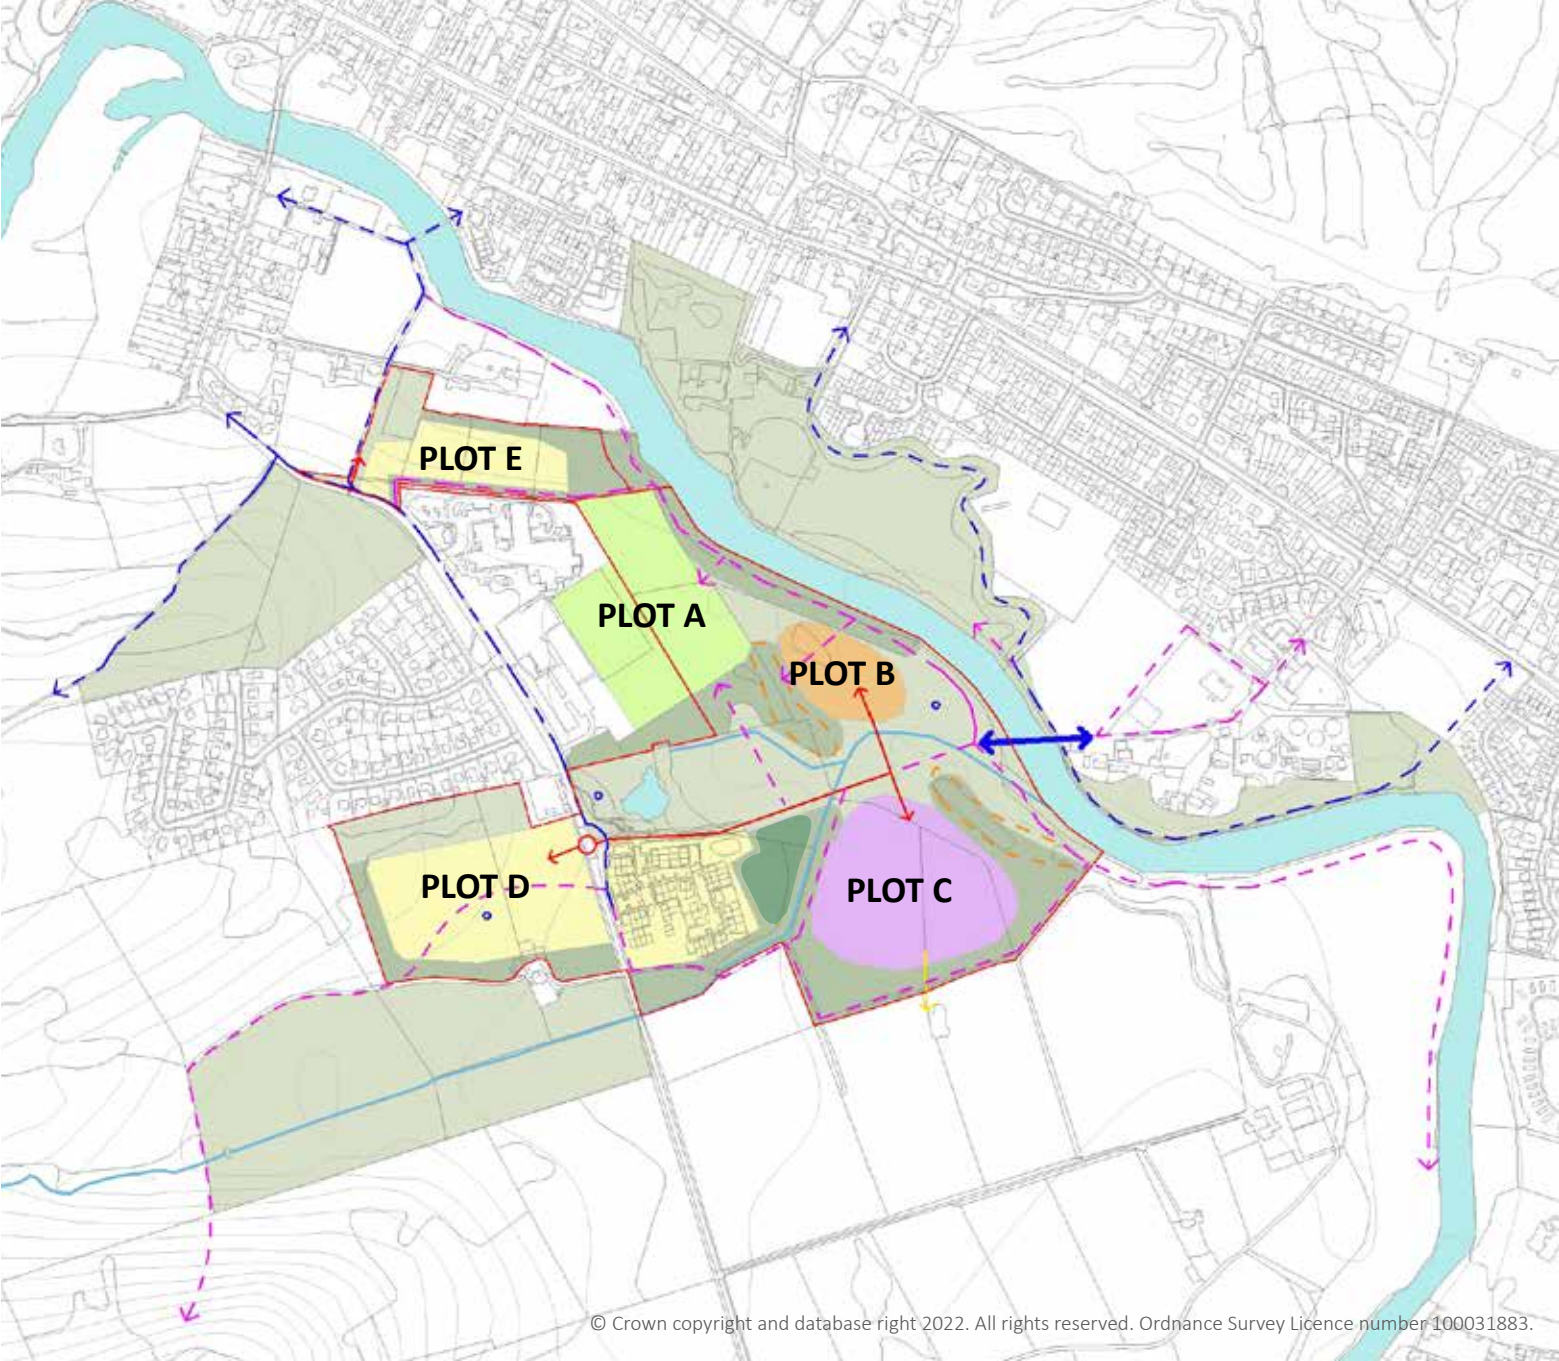 PLOT E
PLOT A
PLOT B
PLOT D
PLOT C
© Crown copyright and database right 2022. All rights reserved. Ordnance Survey Licence number 100031883.